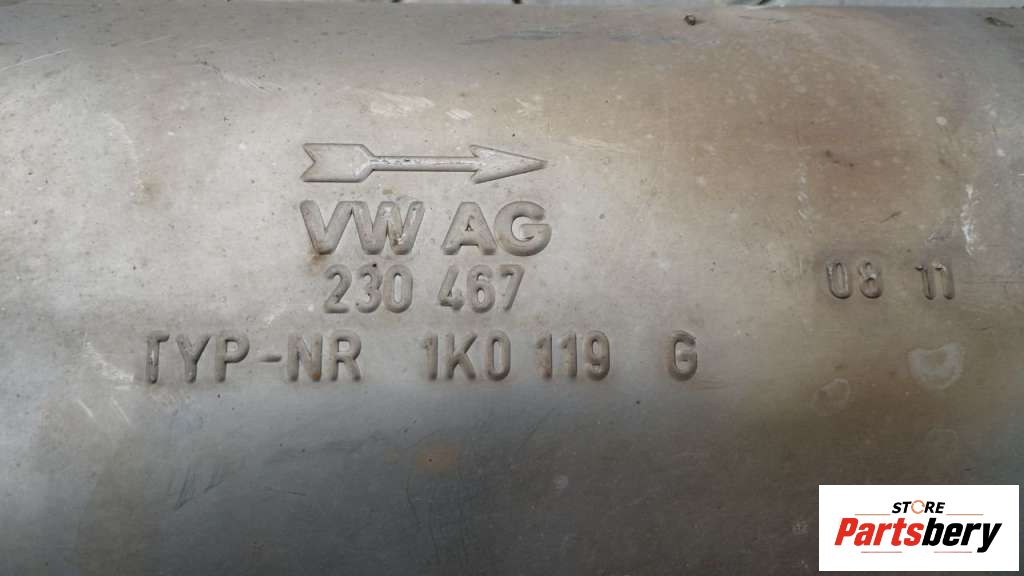 VW AG
230 467
08 11
TYP-NR 1K0 119 G
STORE
Partsbery